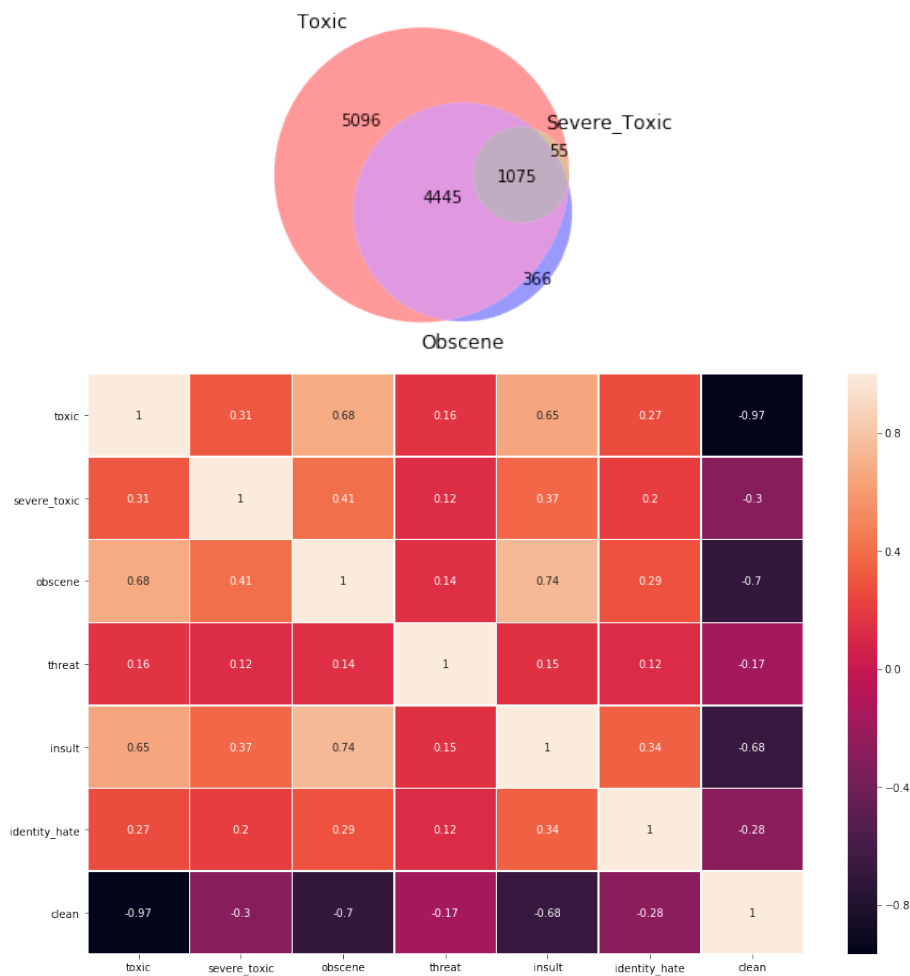 Toxic
5096
Severe_Toxic
55
1075
4445
366
Obscene
toxic 1 0.31 0.68 0.16 0.65 0.27 -0.97
severe_toxic 0.31 1 0.41 0.12 0.37 0.2 -0.3
obscene 0.68 0.41 1 0.14 0.74 0.29 -0.7
threat 0.16 0.12 0.14 1 0.15 0.12 -0.17
insult 0.65 0.37 0.74 0.15 1 0.34 -0.68
identity_hate 0.27 0.2 0.29 0.12 0.34 1 -0.28
clean -0.97 -0.3 -0.7 -0.17 -0.68 -0.28 1
toxic severe_toxic obscene threat insult identity_hate clean
0.8
0.4
0.0
−0.4
−0.8